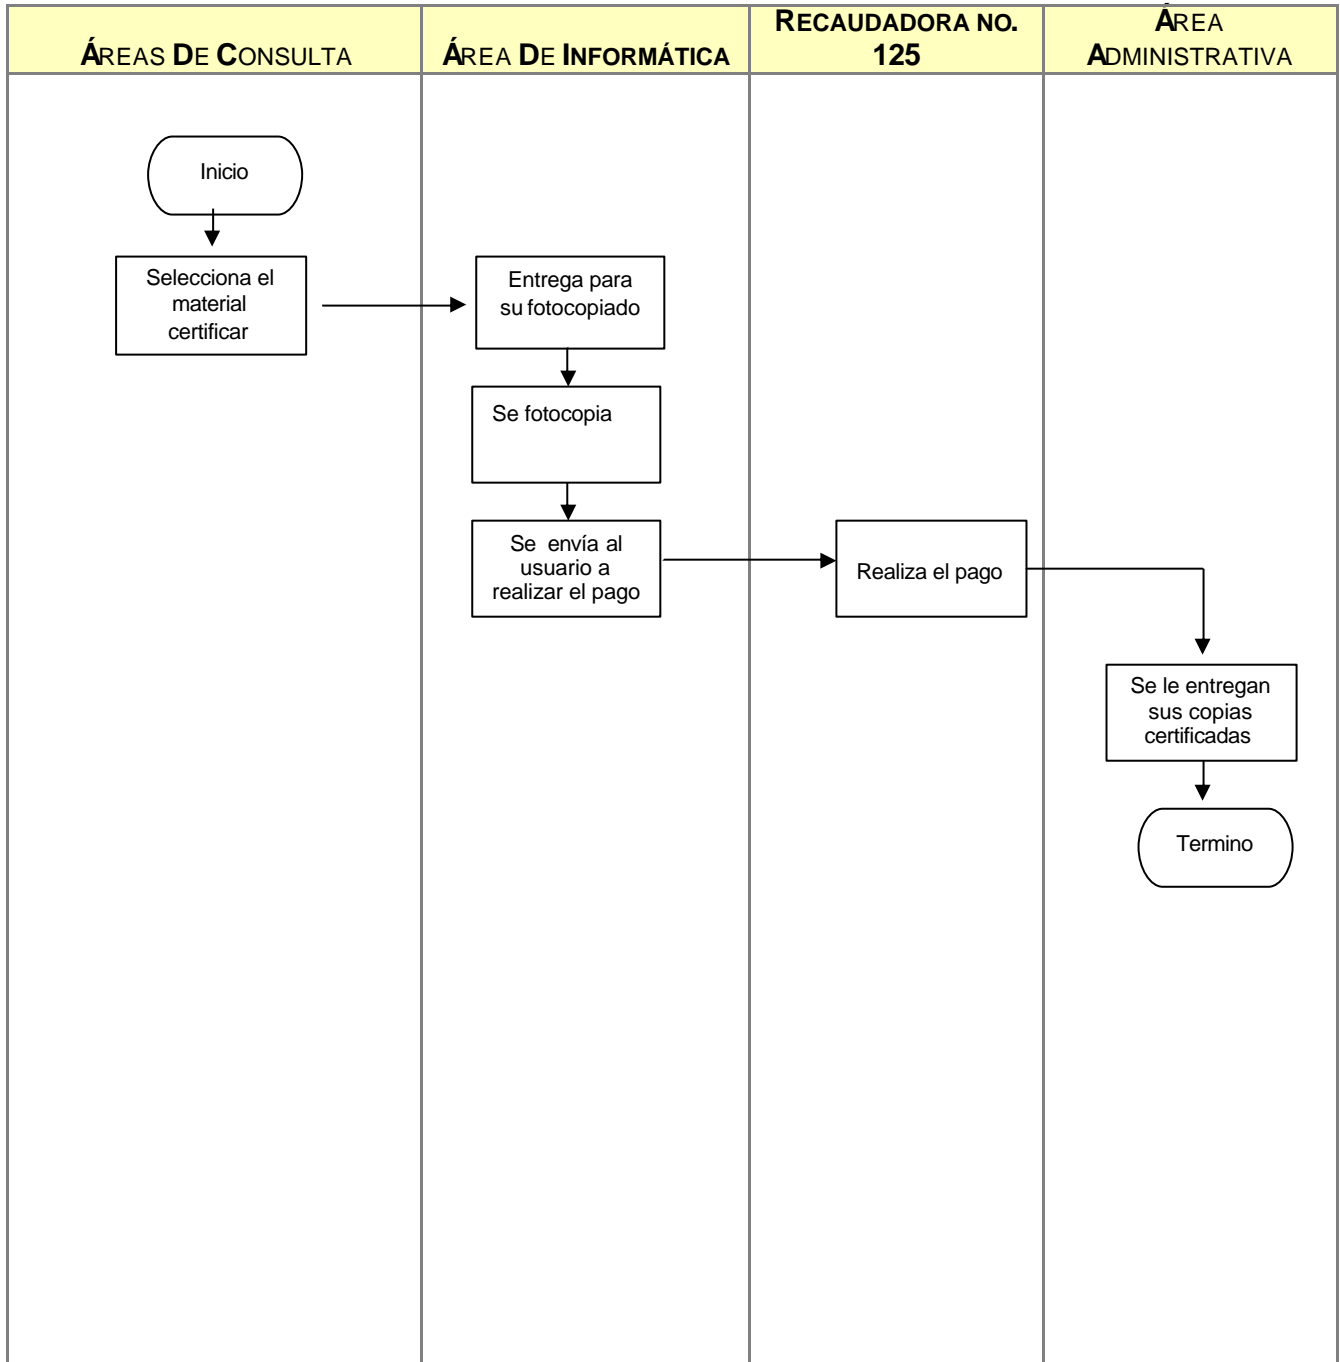 ÁREAS DE CONSULTA
ÁREA DE INFORMÁTICA
RECAUDADORA NO.
125
ÁREA
ADMINISTRATIVA
Inicio
Selecciona el
material
certificar
Entrega para
su fotocopiado
Se fotocopia
Se envía al
usuario a
realizar el pago
Realiza el pago
Se le entregan
sus copias
certificadas
Termino